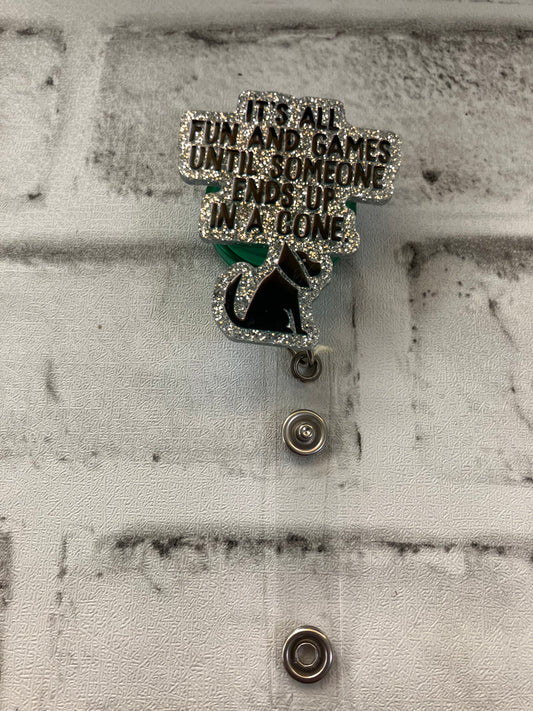 IT'S ALL
FUN AND GAMES
UNTIL SOMEONE
ENDS UP
IN A CONE.